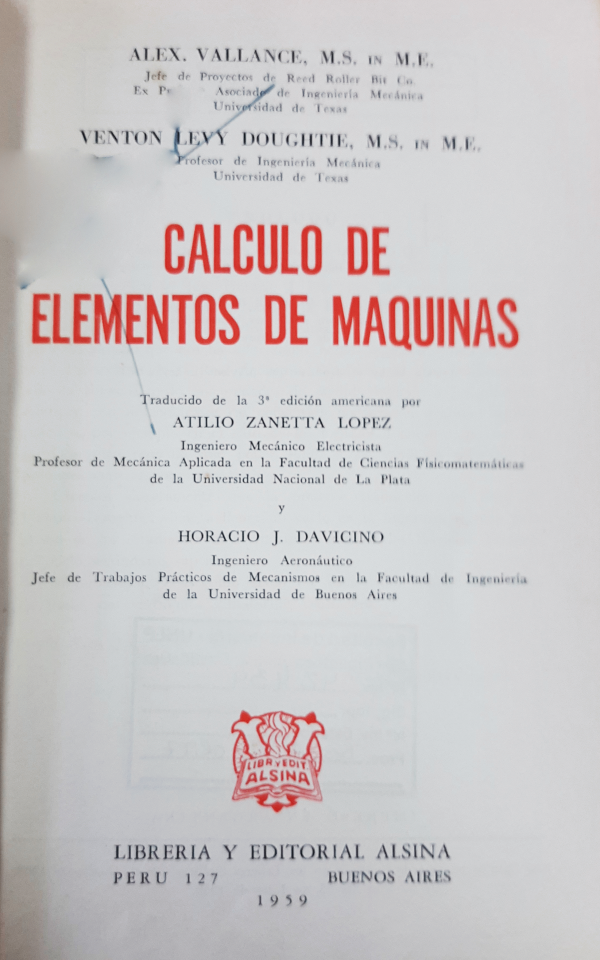 ALEX. VALLANCE, M.S. IN M.E.
Jefe de Proyectos de Reed Roller Bit Co.
Ex Asociado de Ingeniería Mecánica
Universidad de Texas
VENTON LEVY DOUGHTIE, M.S. IN M.E.
Profesor de Ingeniería Mecánica
Universidad de Texas
CALCULO DE
ELEMENTOS DE MAQUINAS
Traducido de la 3ª edición americana por
ATILIO ZANETTA LOPEZ
Ingeniero Mecánico Electricista
Profesor de Mecánica Aplicada en la Facultad de Ciencias Físicomatemáticas
de la Universidad Nacional de La Plata
y
HORACIO J. DAVICINO
Ingeniero Aeronáutico
Jefe de Trabajos Prácticos de Mecanismos en la Facultad de Ingeniería
de la Universidad de Buenos Aires
LIBR Y EDIT
ALSINA
LIBRERIA Y EDITORIAL ALSINA
PERU 127 BUENOS AIRES
1959